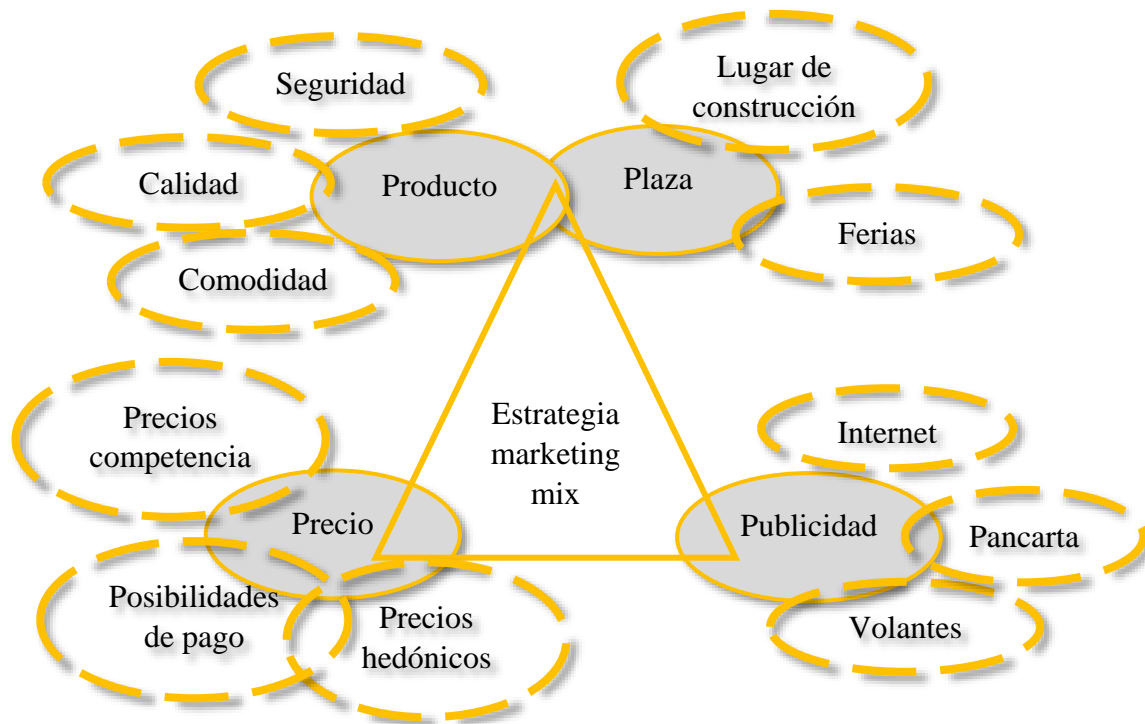 Seguridad
Calidad
Comodidad
Producto
Plaza
Lugar de
construcción
Ferias
Estrategia
marketing
mix
Precios
competencia
Precio
Posibilidades
de pago
Precios
hedónicos
Internet
Publicidad
Pancarta
Volantes